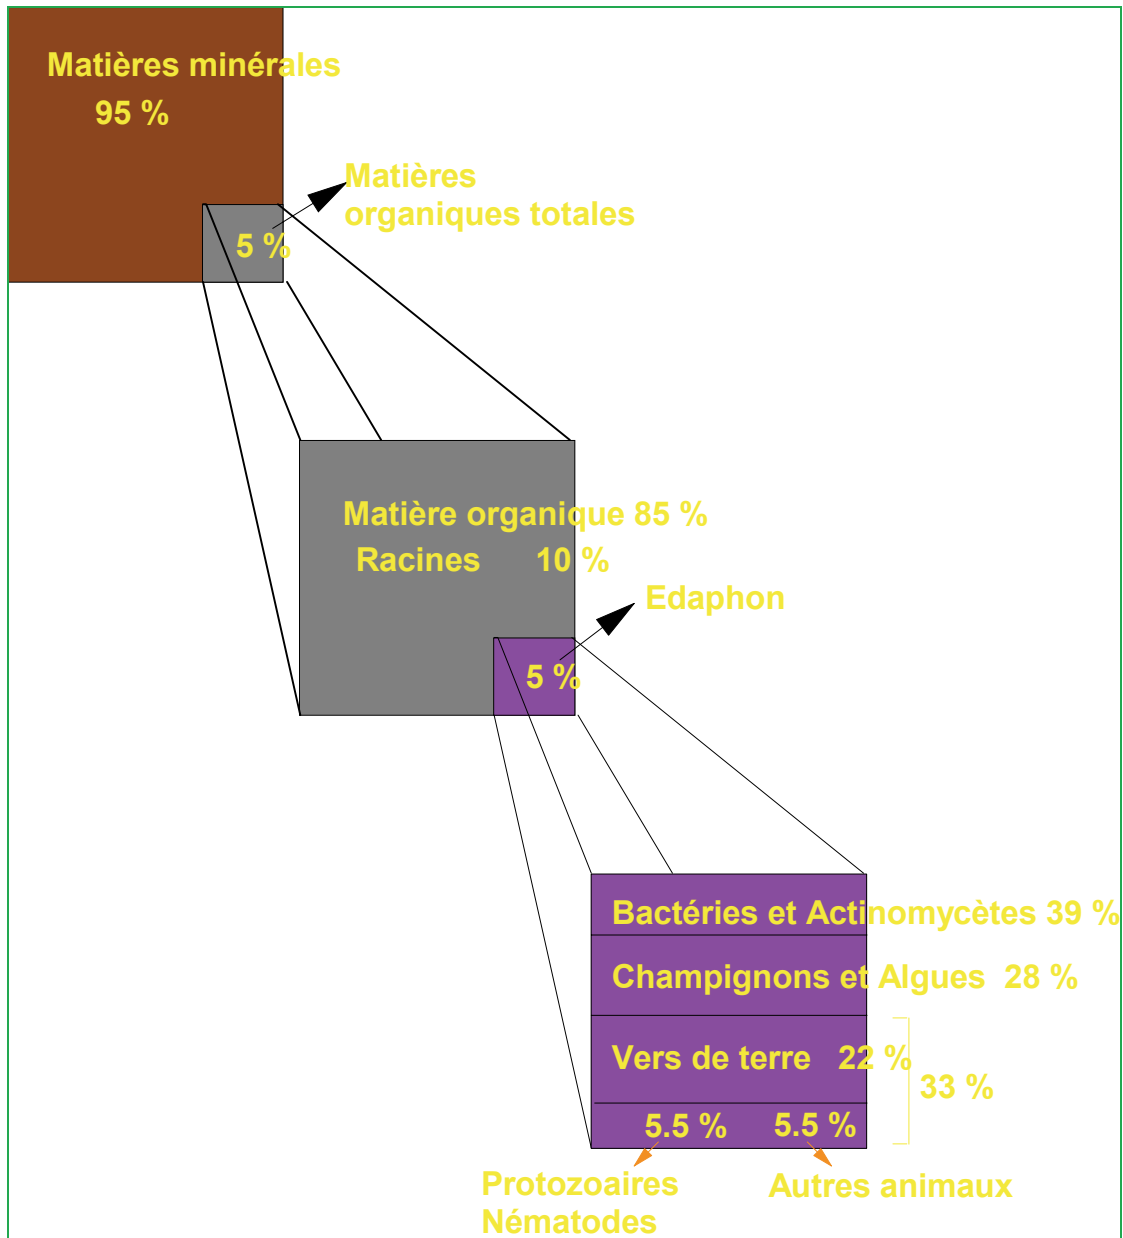 Matières minérales
95 %
Matières
organiques totales
5 %
Matière organique 85 %
Racines 10 %
Edaphon
5 %
Bactéries et Actinomycètes 39 %
Champignons et Algues 28 %
Vers de terre 22 %
33 %
5.5 % 5.5 %
Protozoaires
Nématodes
Autres animaux